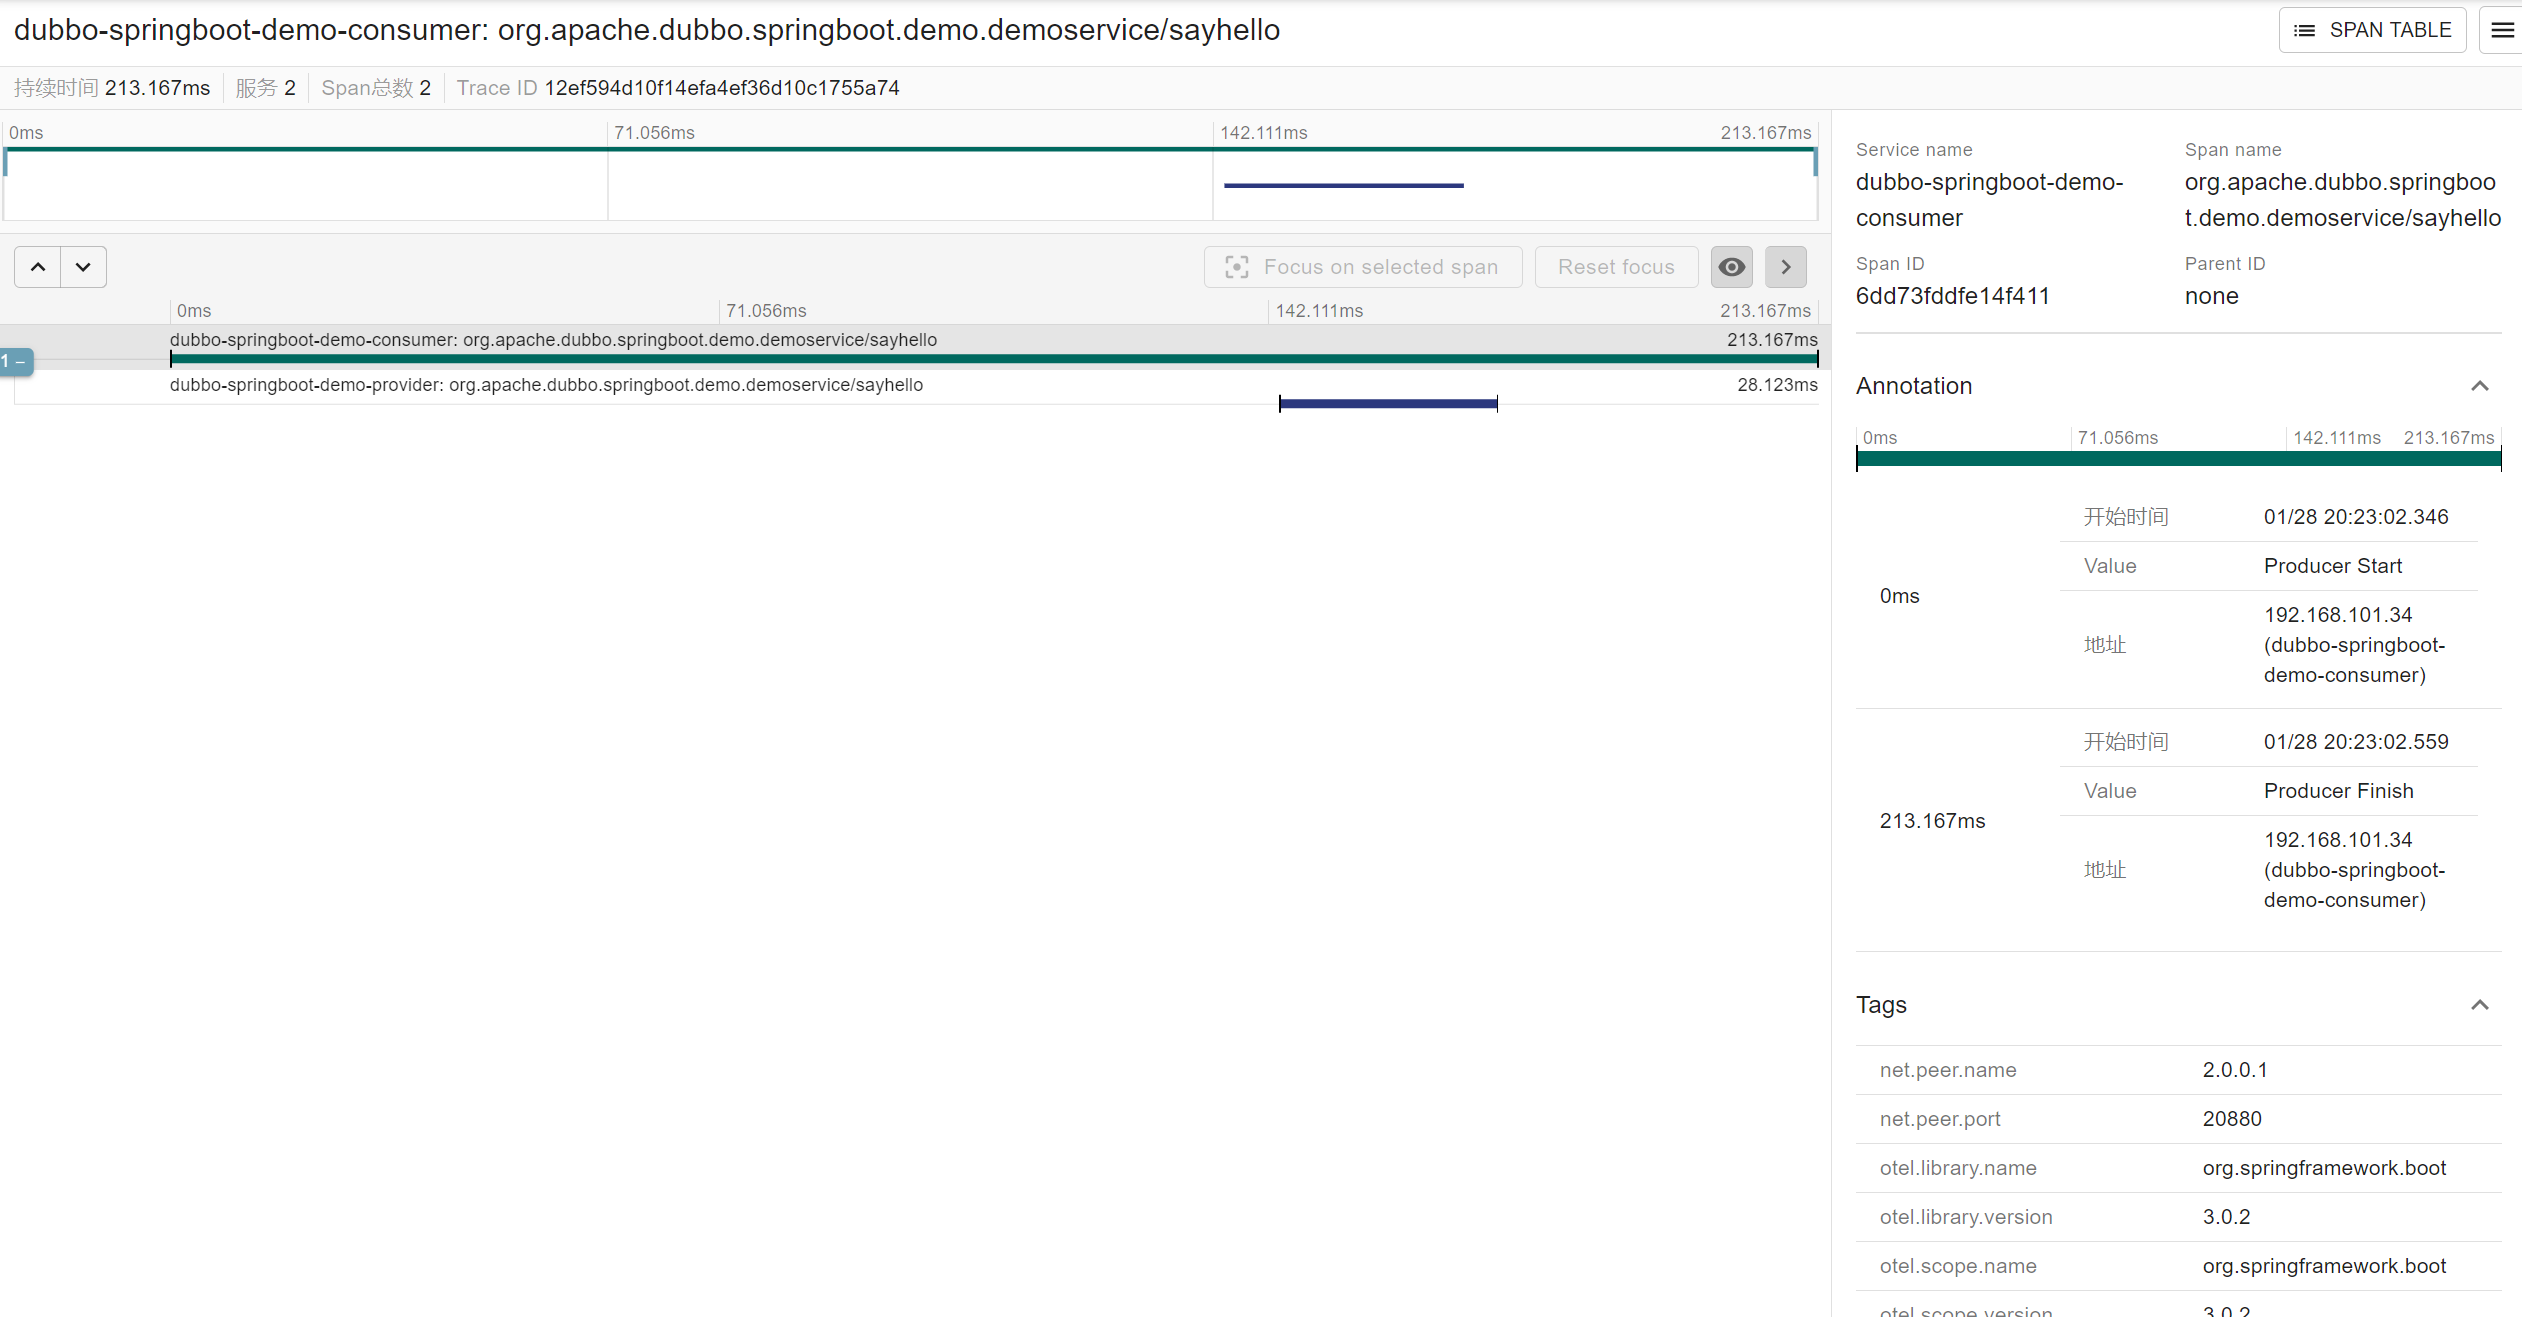 dubbo-springboot-demo-consumer: org.apache.dubbo.springboot.demo.demoservice/sayhello
SPAN TABLE
持续时间 213.167ms 服务 2 Span总数 2 Trace ID 12ef594d10f14efa4ef36d10c1755a74
0ms 71.056ms 142.111ms 213.167ms
Focus on selected span Reset focus
0ms 71.056ms 142.111ms 213.167ms
dubbo-springboot-demo-consumer: org.apache.dubbo.springboot.demo.demoservice/sayhello 213.167ms
1 –
dubbo-springboot-demo-provider: org.apache.dubbo.springboot.demo.demoservice/sayhello 28.123ms
Service name
dubbo-springboot-demo-
consumer
Span name
org.apache.dubbo.springboo
t.demo.demoservice/sayhello
Span ID
6dd73fddfe14f411
Parent ID
none
Annotation
0ms 71.056ms 142.111ms 213.167ms
0ms
开始时间 01/28 20:23:02.346
Value Producer Start
地址
192.168.101.34
(dubbo-springboot-
demo-consumer)
213.167ms
开始时间 01/28 20:23:02.559
Value Producer Finish
地址
192.168.101.34
(dubbo-springboot-
demo-consumer)
Tags
net.peer.name 2.0.0.1
net.peer.port 20880
otel.library.name org.springframework.boot
otel.library.version 3.0.2
otel.scope.name org.springframework.boot
otel.scope.version 3.0.2